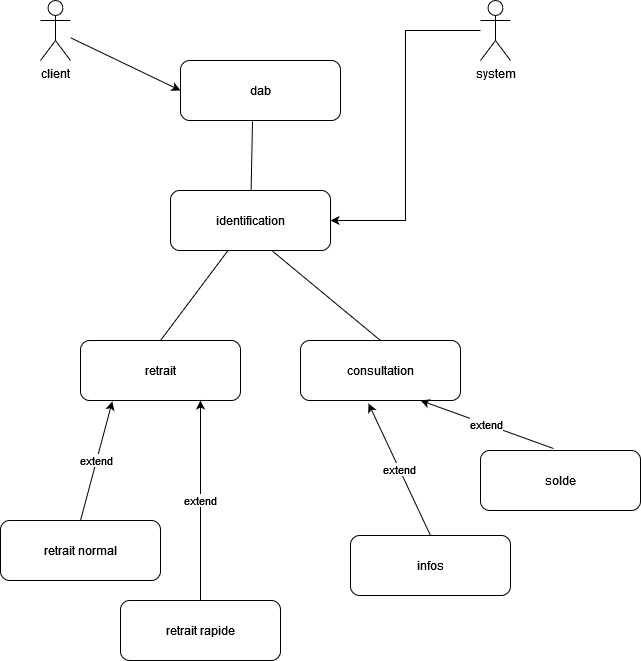 client
system
dab
identification
retrait
consultation
extend
solde
extend
extend
extend
retrait normal
infos
retrait rapide